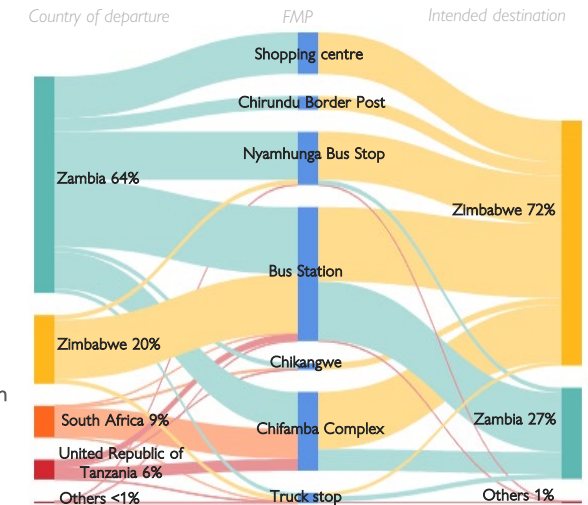 Country of departure
FMP
Intended destination
Shopping centre
Chirundu Border Post
Nyamhunga Bus Stop
Zambia 64%
Zimbabwe 72%
Bus Station
Zimbabwe 20%
Chikangwe
South Africa 9%
Chifamba Complex
Zambia 27%
United Republic of
Tanzania 6%
Others <1%
Truck stop
Others 1%